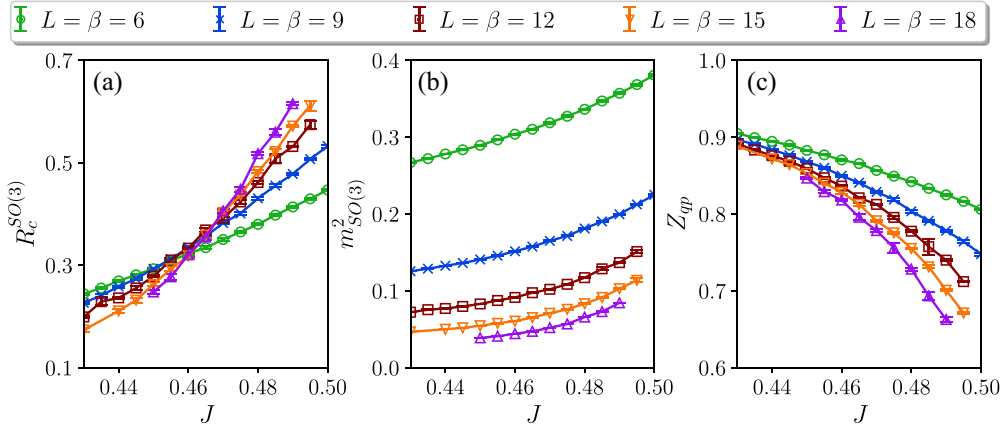 L = β = 6 L = β = 9 L = β = 12 L = β = 15 L = β = 18
(a)
R_c^{SO(3)}
0.7
0.5
0.3
0.1
0.44 0.46 0.48 0.50
J
(b)
m^2_{SO(3)}
0.4
0.3
0.2
0.1
0.0
0.44 0.46 0.48 0.50
J
(c)
Z_{qp}
1.0
0.9
0.8
0.7
0.6
0.44 0.46 0.48 0.50
J